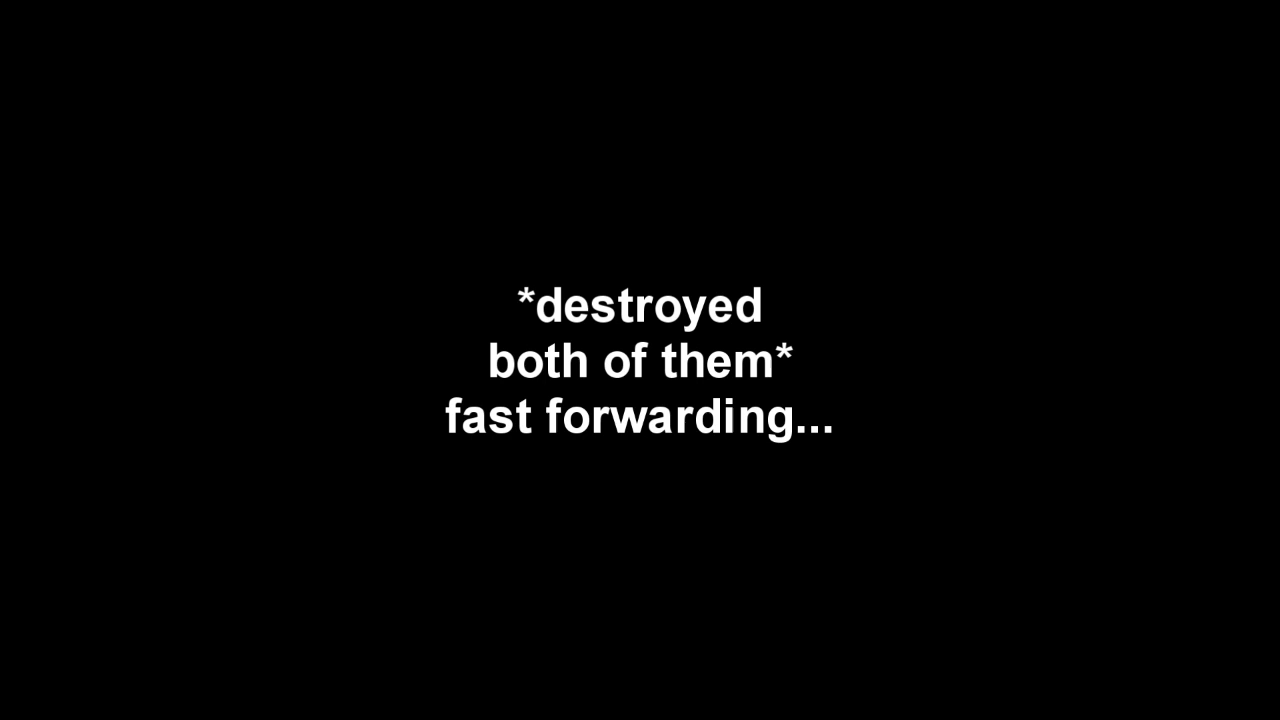 *destroyed
both of them*
fast forwarding...